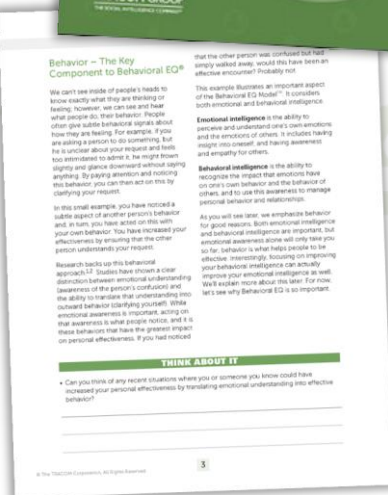 THE SOCIAL INTELLIGENCE COMPANY®
Behavior – The Key
Component to Behavioral EQ®
We can't see inside of people's heads to
know exactly what they are thinking or
feeling; however, we can see and hear
what people do, their behavior. People
often give subtle behavioral signals about
how they are feeling. For example, if you
are asking a person to do something, but
he is unclear about your request and feels
too intimidated to admit it, he might frown
slightly and glance downward without saying
anything. By paying attention and noticing
this behavior, you can then act on this by
clarifying your request.
In this small example, you have noticed a
subtle aspect of another person's behavior
and, in turn, you have acted on this with
your own behavior. You have increased your
effectiveness by ensuring that the other
person understands your request.
Research backs up this behavioral
approach.1,2 Studies have shown a clear
distinction between emotional understanding
(awareness of the person's confusion) and
the ability to translate that understanding into
outward behavior (clarifying yourself). While
emotional awareness is important, acting on
that awareness is what people notice, and it is
these behaviors that have the greatest impact
on personal effectiveness. If you had noticed
that the other person was confused but had
simply walked away, would this have been an
effective encounter? Probably not.
This example illustrates an important aspect
of the Behavioral EQ Model™. It considers
both emotional and behavioral intelligence.
Emotional intelligence is the ability to
perceive and understand one's own emotions
and the emotions of others. It includes having
insight into oneself, and having awareness
and empathy for others.
Behavioral intelligence is the ability to
recognize the impact that emotions have
on one's own behavior and the behavior of
others, and to use this awareness to manage
personal behavior and relationships.
As you will see later, we emphasize behavior
for good reasons. Both emotional intelligence
and behavioral intelligence are important, but
emotional awareness alone will only take you
so far; behavior is what helps people to be
effective. Interestingly, focusing on improving
your behavioral intelligence can actually
improve your emotional intelligence as well.
We'll explain more about this later. For now,
let's see why Behavioral EQ is so important.
THINK ABOUT IT
• Can you think of any recent situations where you or someone you know could have
increased your personal effectiveness by translating emotional understanding into effective
behavior?
3
© The TRACOM Corporation, All Rights Reserved